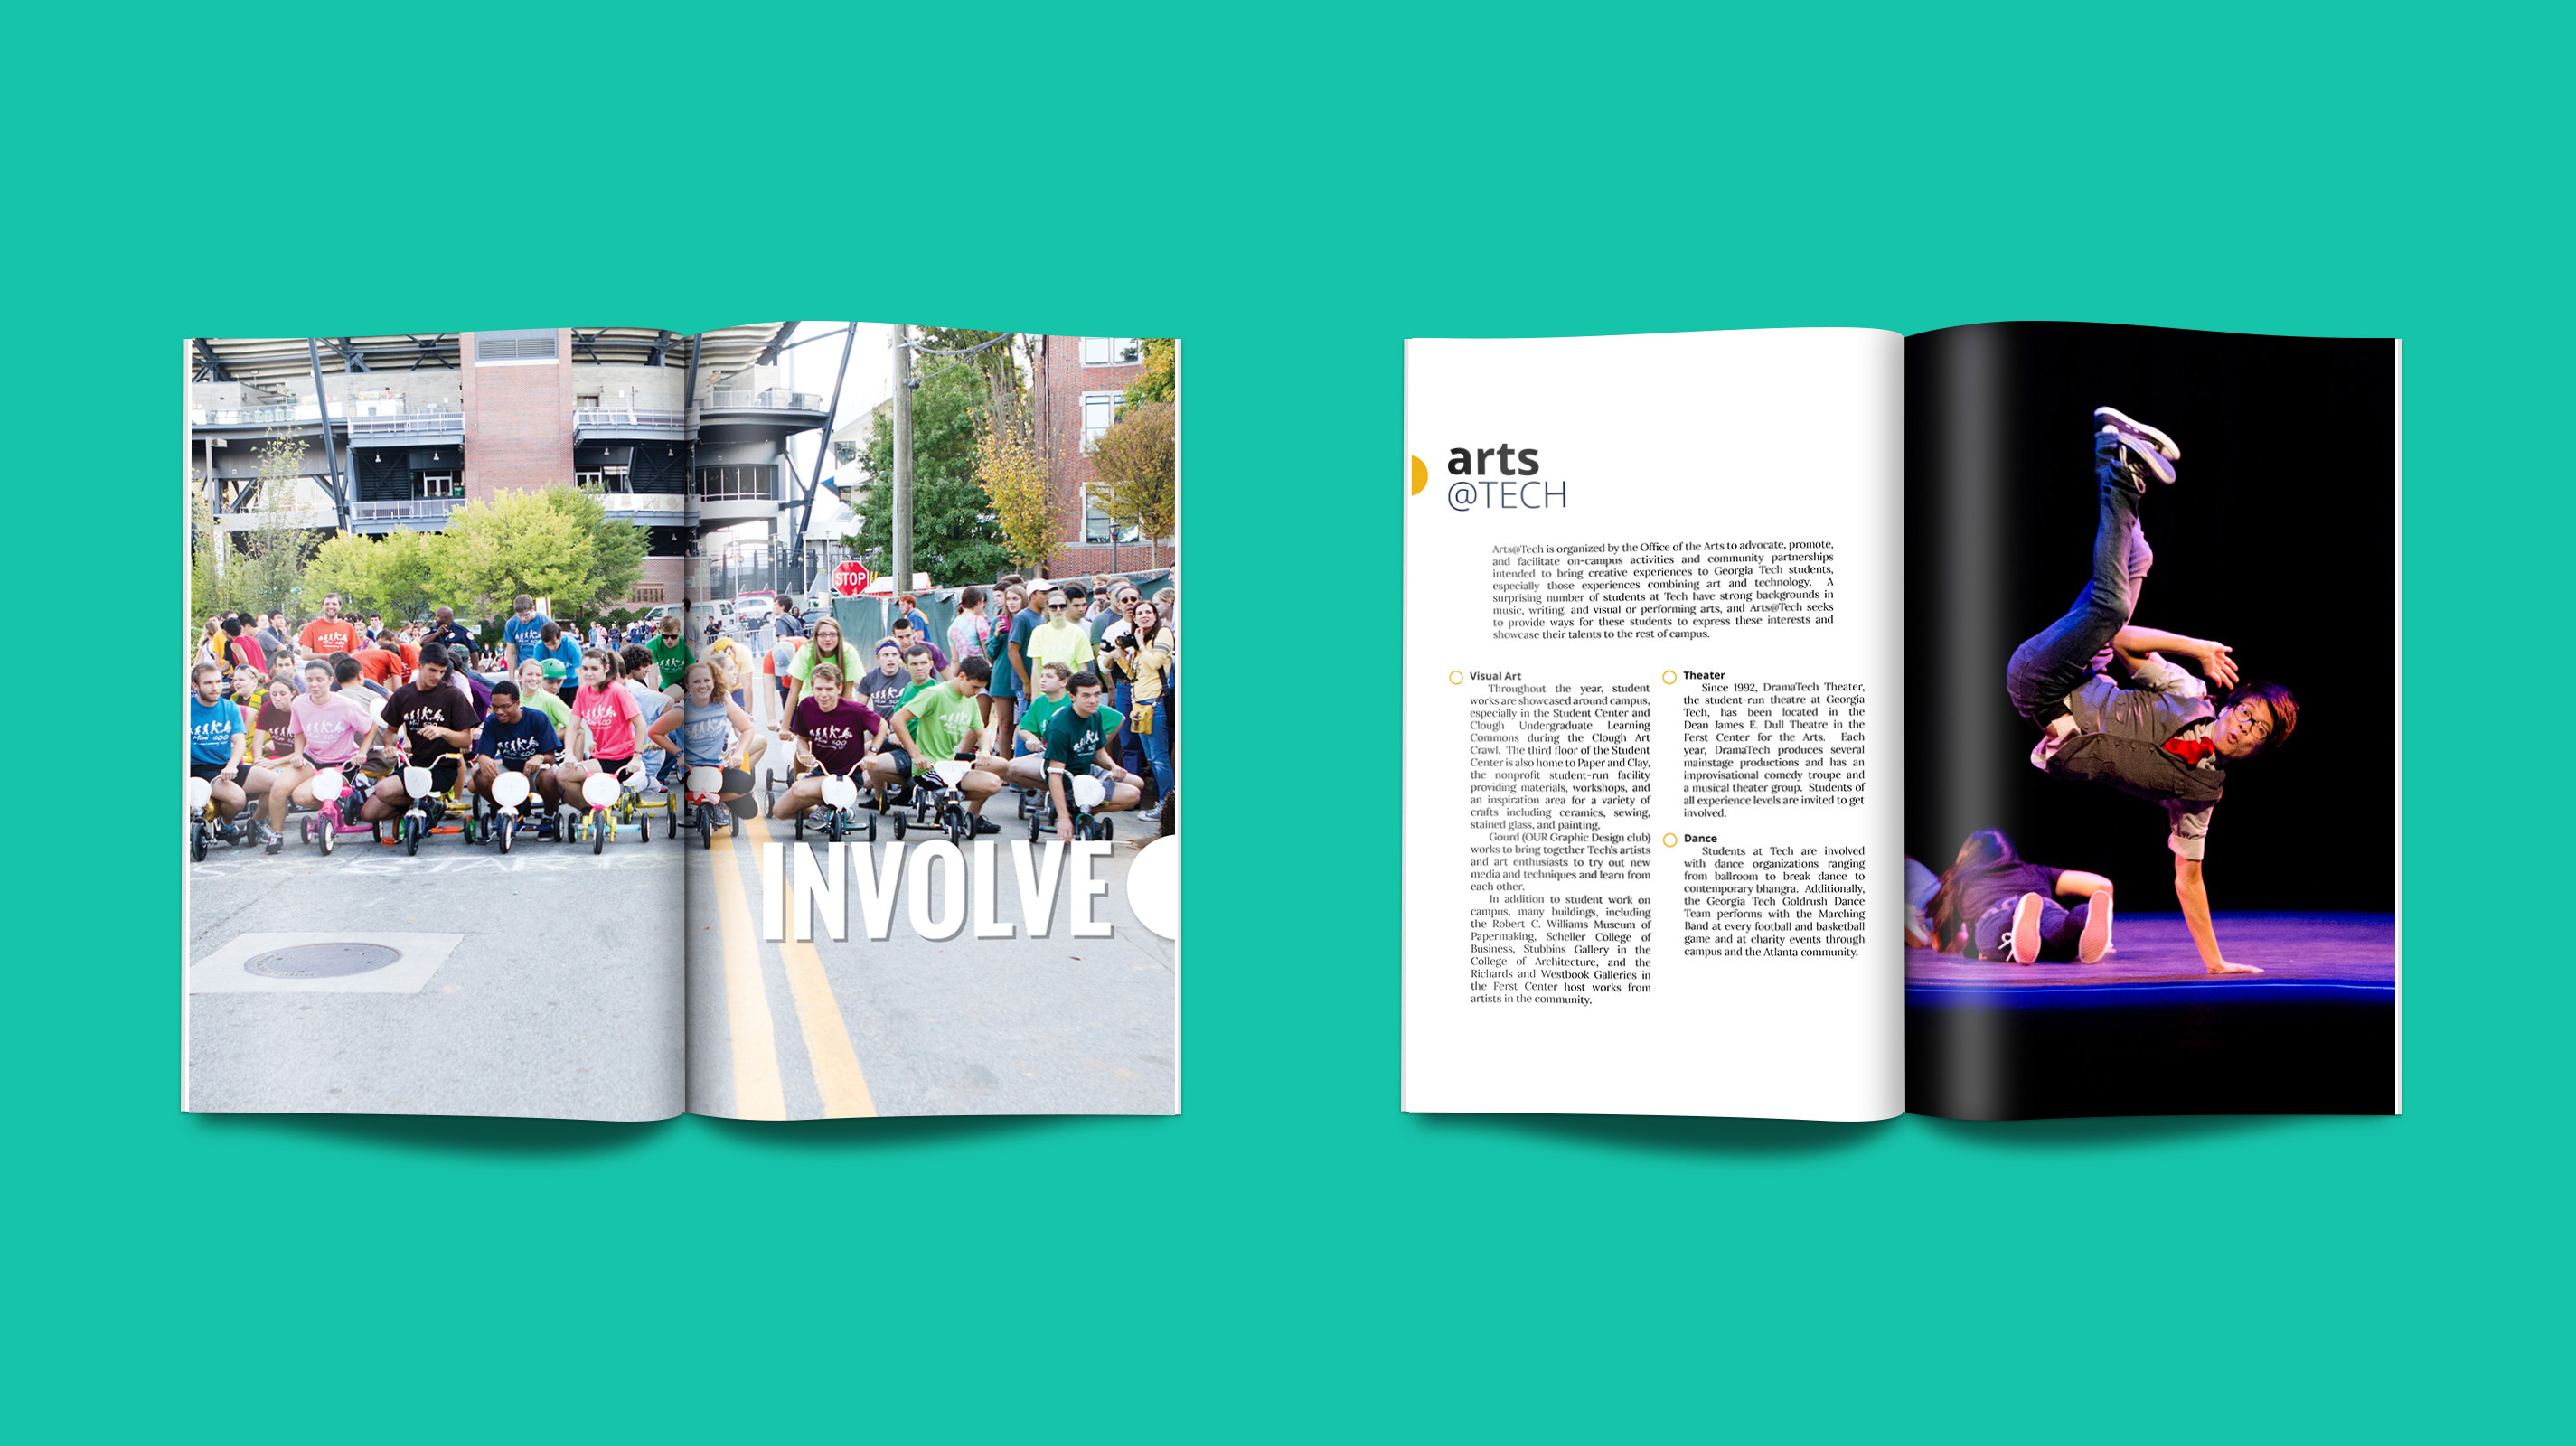 STOP
Mini 500
INVOLVE
arts
@TECH
Arts@Tech is organized by the Office of the Arts to advocate, promote,
and facilitate on-campus activities and community partnerships
intended to bring creative experiences to Georgia Tech students,
especially those experiences combining art and technology. A
surprising number of students at Tech have strong backgrounds in
music, writing, and visual or performing arts, and Arts@Tech seeks
to provide ways for these students to express these interests and
showcase their talents to the rest of campus.
Visual Art
Throughout the year, student
works are showcased around campus,
especially in the Student Center and
Clough Undergraduate Learning
Commons during the Clough Art
Crawl. The third floor of the Student
Center is also home to Paper and Clay,
the nonprofit student-run facility
providing materials, workshops, and
an inspiration area for a variety of
crafts including ceramics, sewing,
stained glass, and painting.
Gourd (OUR Graphic Design club)
works to bring together Tech's artists
and art enthusiasts to try out new
media and techniques and learn from
each other.
In addition to student work on
campus, many buildings, including
the Robert C. Williams Museum of
Papermaking, Scheller College of
Business, Stubbins Gallery in the
College of Architecture, and the
Richards and Westbook Galleries in
the Ferst Center host works from
artists in the community.
Theater
Since 1992, DramaTech Theater,
the student-run theatre at Georgia
Tech, has been located in the
Dean James E. Dull Theatre in the
Ferst Center for the Arts. Each
year, DramaTech produces several
mainstage productions and has an
improvisational comedy troupe and
a musical theater group. Students of
all experience levels are invited to get
involved.
Dance
Students at Tech are involved
with dance organizations ranging
from ballroom to break dance to
contemporary bhangra. Additionally,
the Georgia Tech Goldrush Dance
Team performs with the Marching
Band at every football and basketball
game and at charity events through
campus and the Atlanta community.